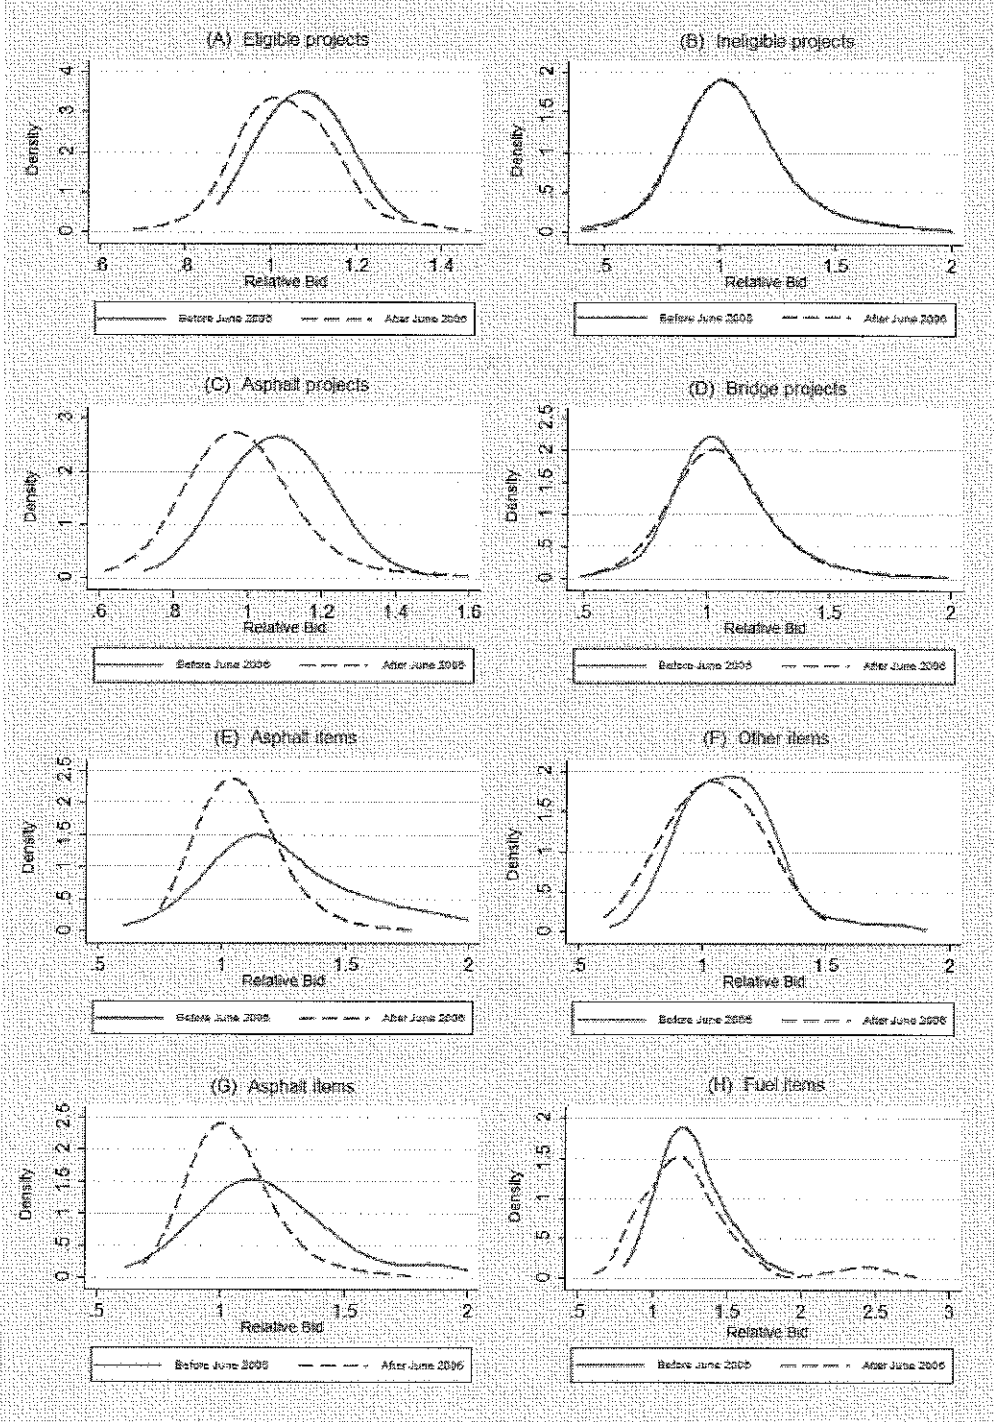 (A) Eligible projects
Density
0 1 2 3 4
.6 .8 1 1.2 1.4
Relative Bid
Before June 2006 After June 2006
(B) Ineligible projects
Density
0 .5 1 1.5 2
.5 1 1.5 2
Relative Bid
Before June 2006 After June 2006
(C) Asphalt projects
Density
0 1 2 3
.6 .8 1 1.2 1.4 1.6
Relative Bid
Before June 2006 After June 2006
(D) Bridge projects
Density
0 .5 1 1.5 2 2.5
.5 1 1.5 2
Relative Bid
Before June 2006 After June 2006
(E) Asphalt items
Density
0 .5 1 1.5 2 2.5
.5 1 1.5 2
Relative Bid
Before June 2006 After June 2006
(F) Other items
Density
0 .5 1 1.5 2
.5 1 1.5 2
Relative Bid
Before June 2006 After June 2006
(G) Asphalt items
Density
0 .5 1 1.5 2 2.5
.5 1 1.5 2
Relative Bid
Before June 2006 After June 2006
(H) Fuel items
Density
0 .5 1 1.5 2
.5 1 1.5 2 2.5 3
Relative Bid
Before June 2006 After June 2006